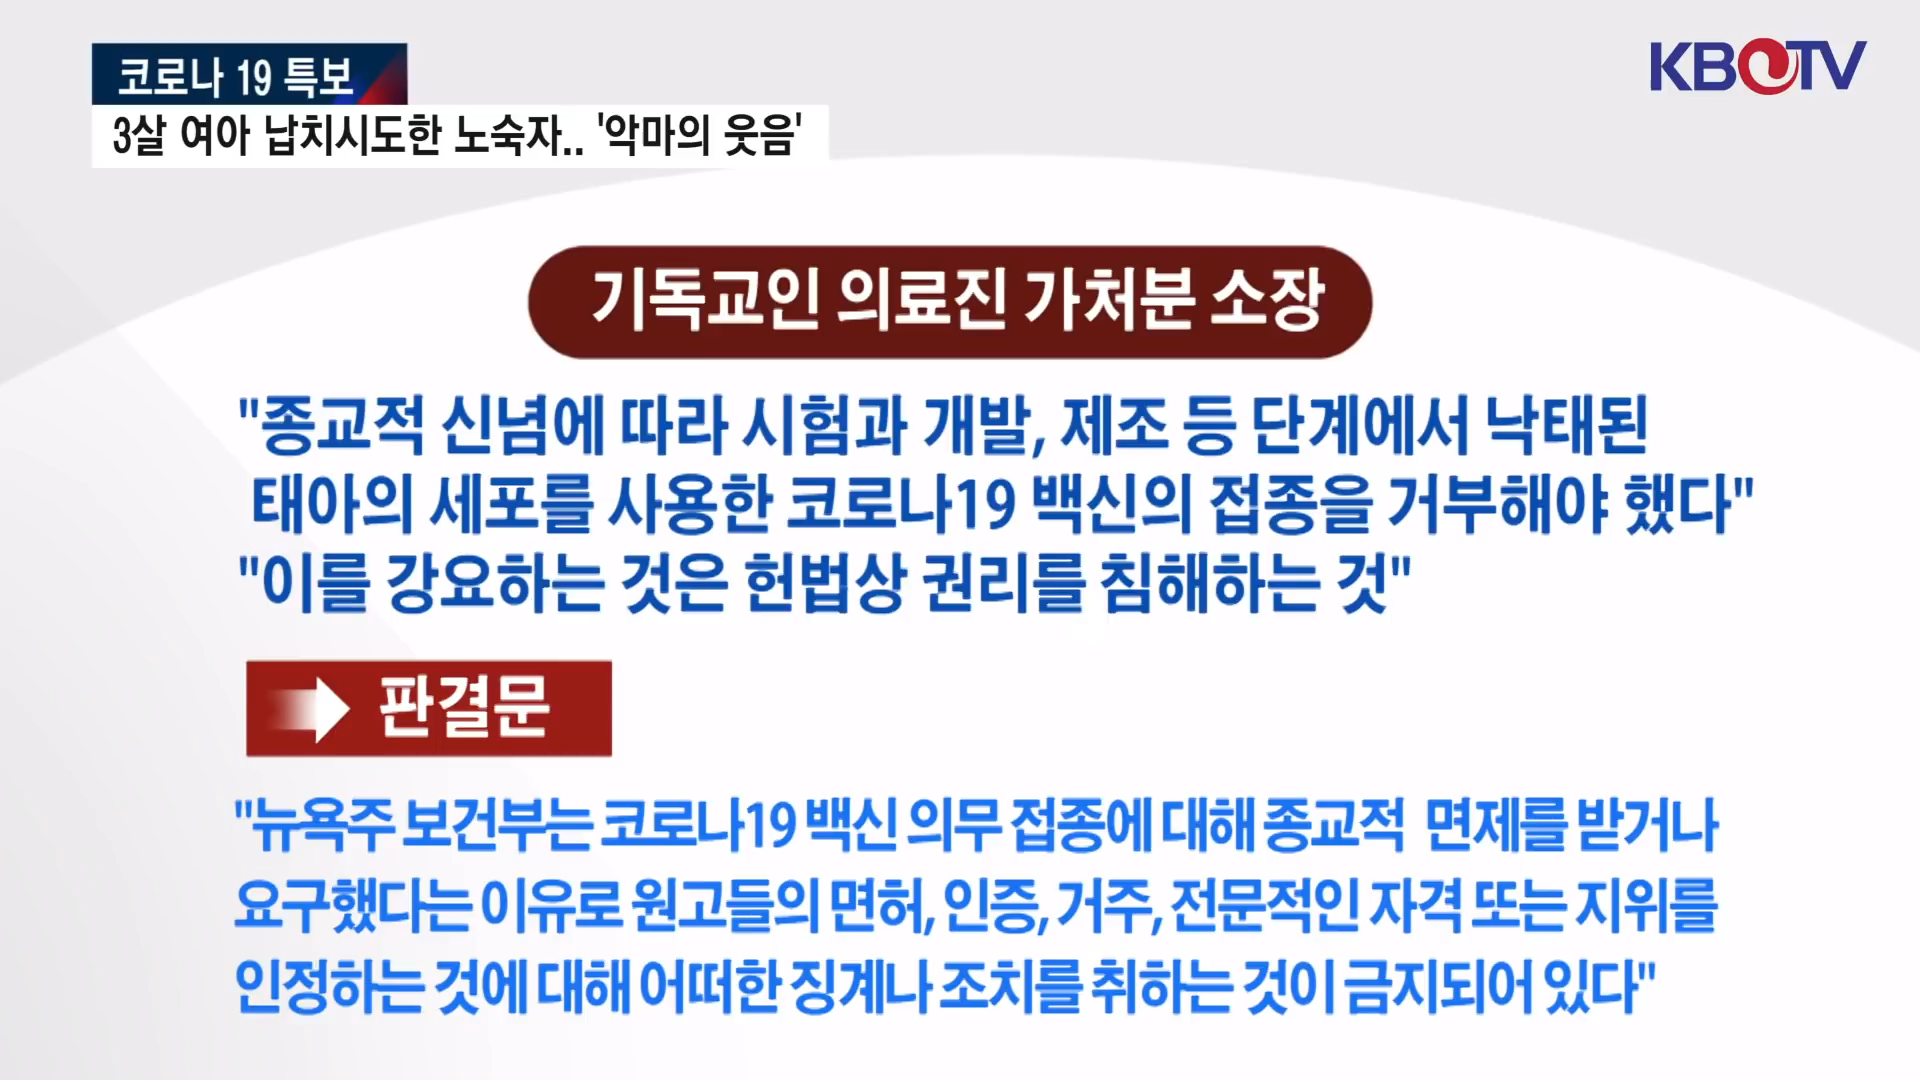 코로나 19 특보
KBOTV
3살 여아 납치시도한 노숙자.. '악마의 웃음'
기독교인 의료진 가처분 소장
"종교적 신념에 따라 시험과 개발, 제조 등 단계에서 낙태된
태아의 세포를 사용한 코로나19 백신의 접종을 거부해야 했다"
"이를 강요하는 것은 헌법상 권리를 침해하는 것"
판결문
"뉴욕주 보건부는 코로나19 백신 의무 접종에 대해 종교적 면제를 받거나
요구했다는 이유로 원고들의 면허, 인증, 거주, 전문적인 자격 또는 지위를
인정하는 것에 대해 어떠한 징계나 조치를 취하는 것이 금지되어 있다"